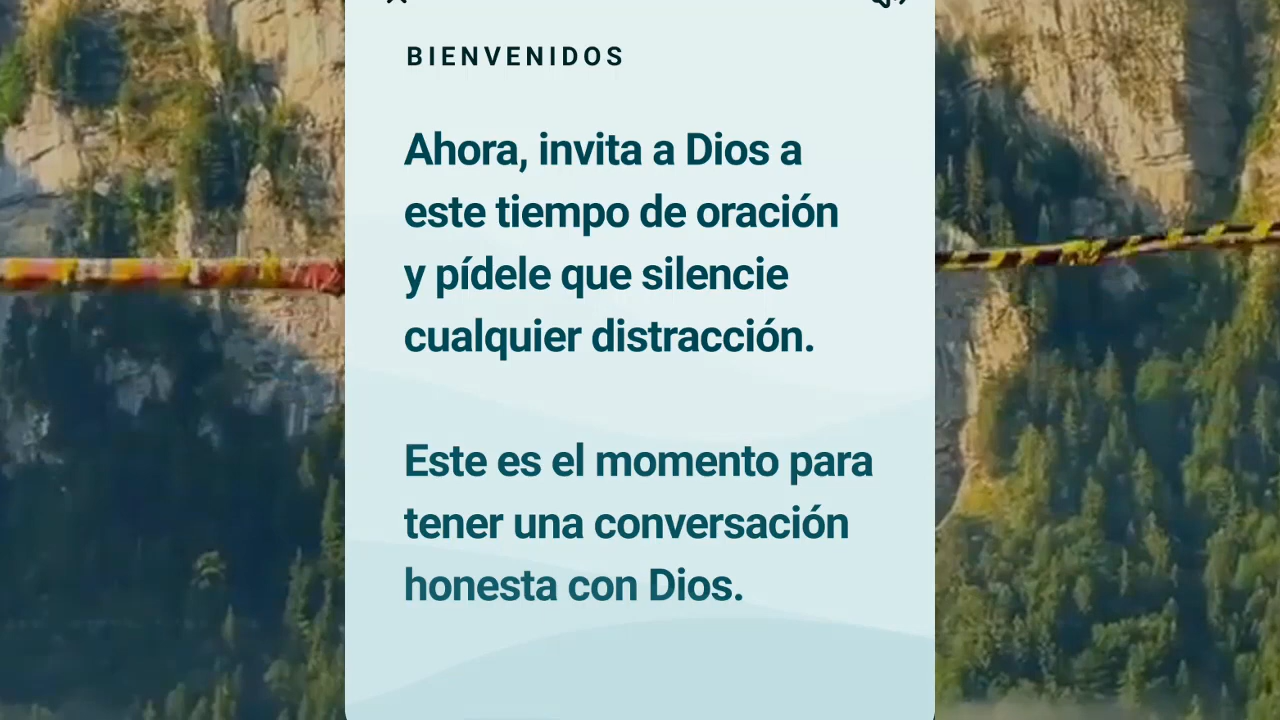 BIENVENIDOS
Ahora, invita a Dios a
este tiempo de oración
y pídele que silencie
cualquier distracción.
Este es el momento para
tener una conversación
honesta con Dios.